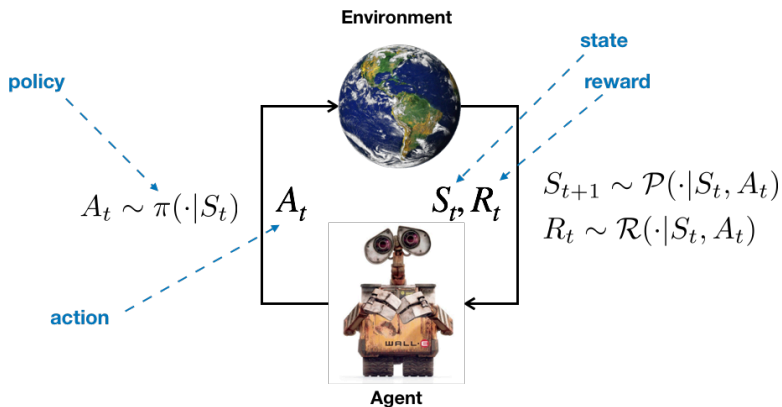 Environment
state
policy
reward
A_t ∼ π(·|S_t)
A_t
S_t, R_t
S_{t+1} ∼ 𝒫(·|S_t, A_t)
R_t ∼ ℛ(·|S_t, A_t)
action
WALL·E
Agent